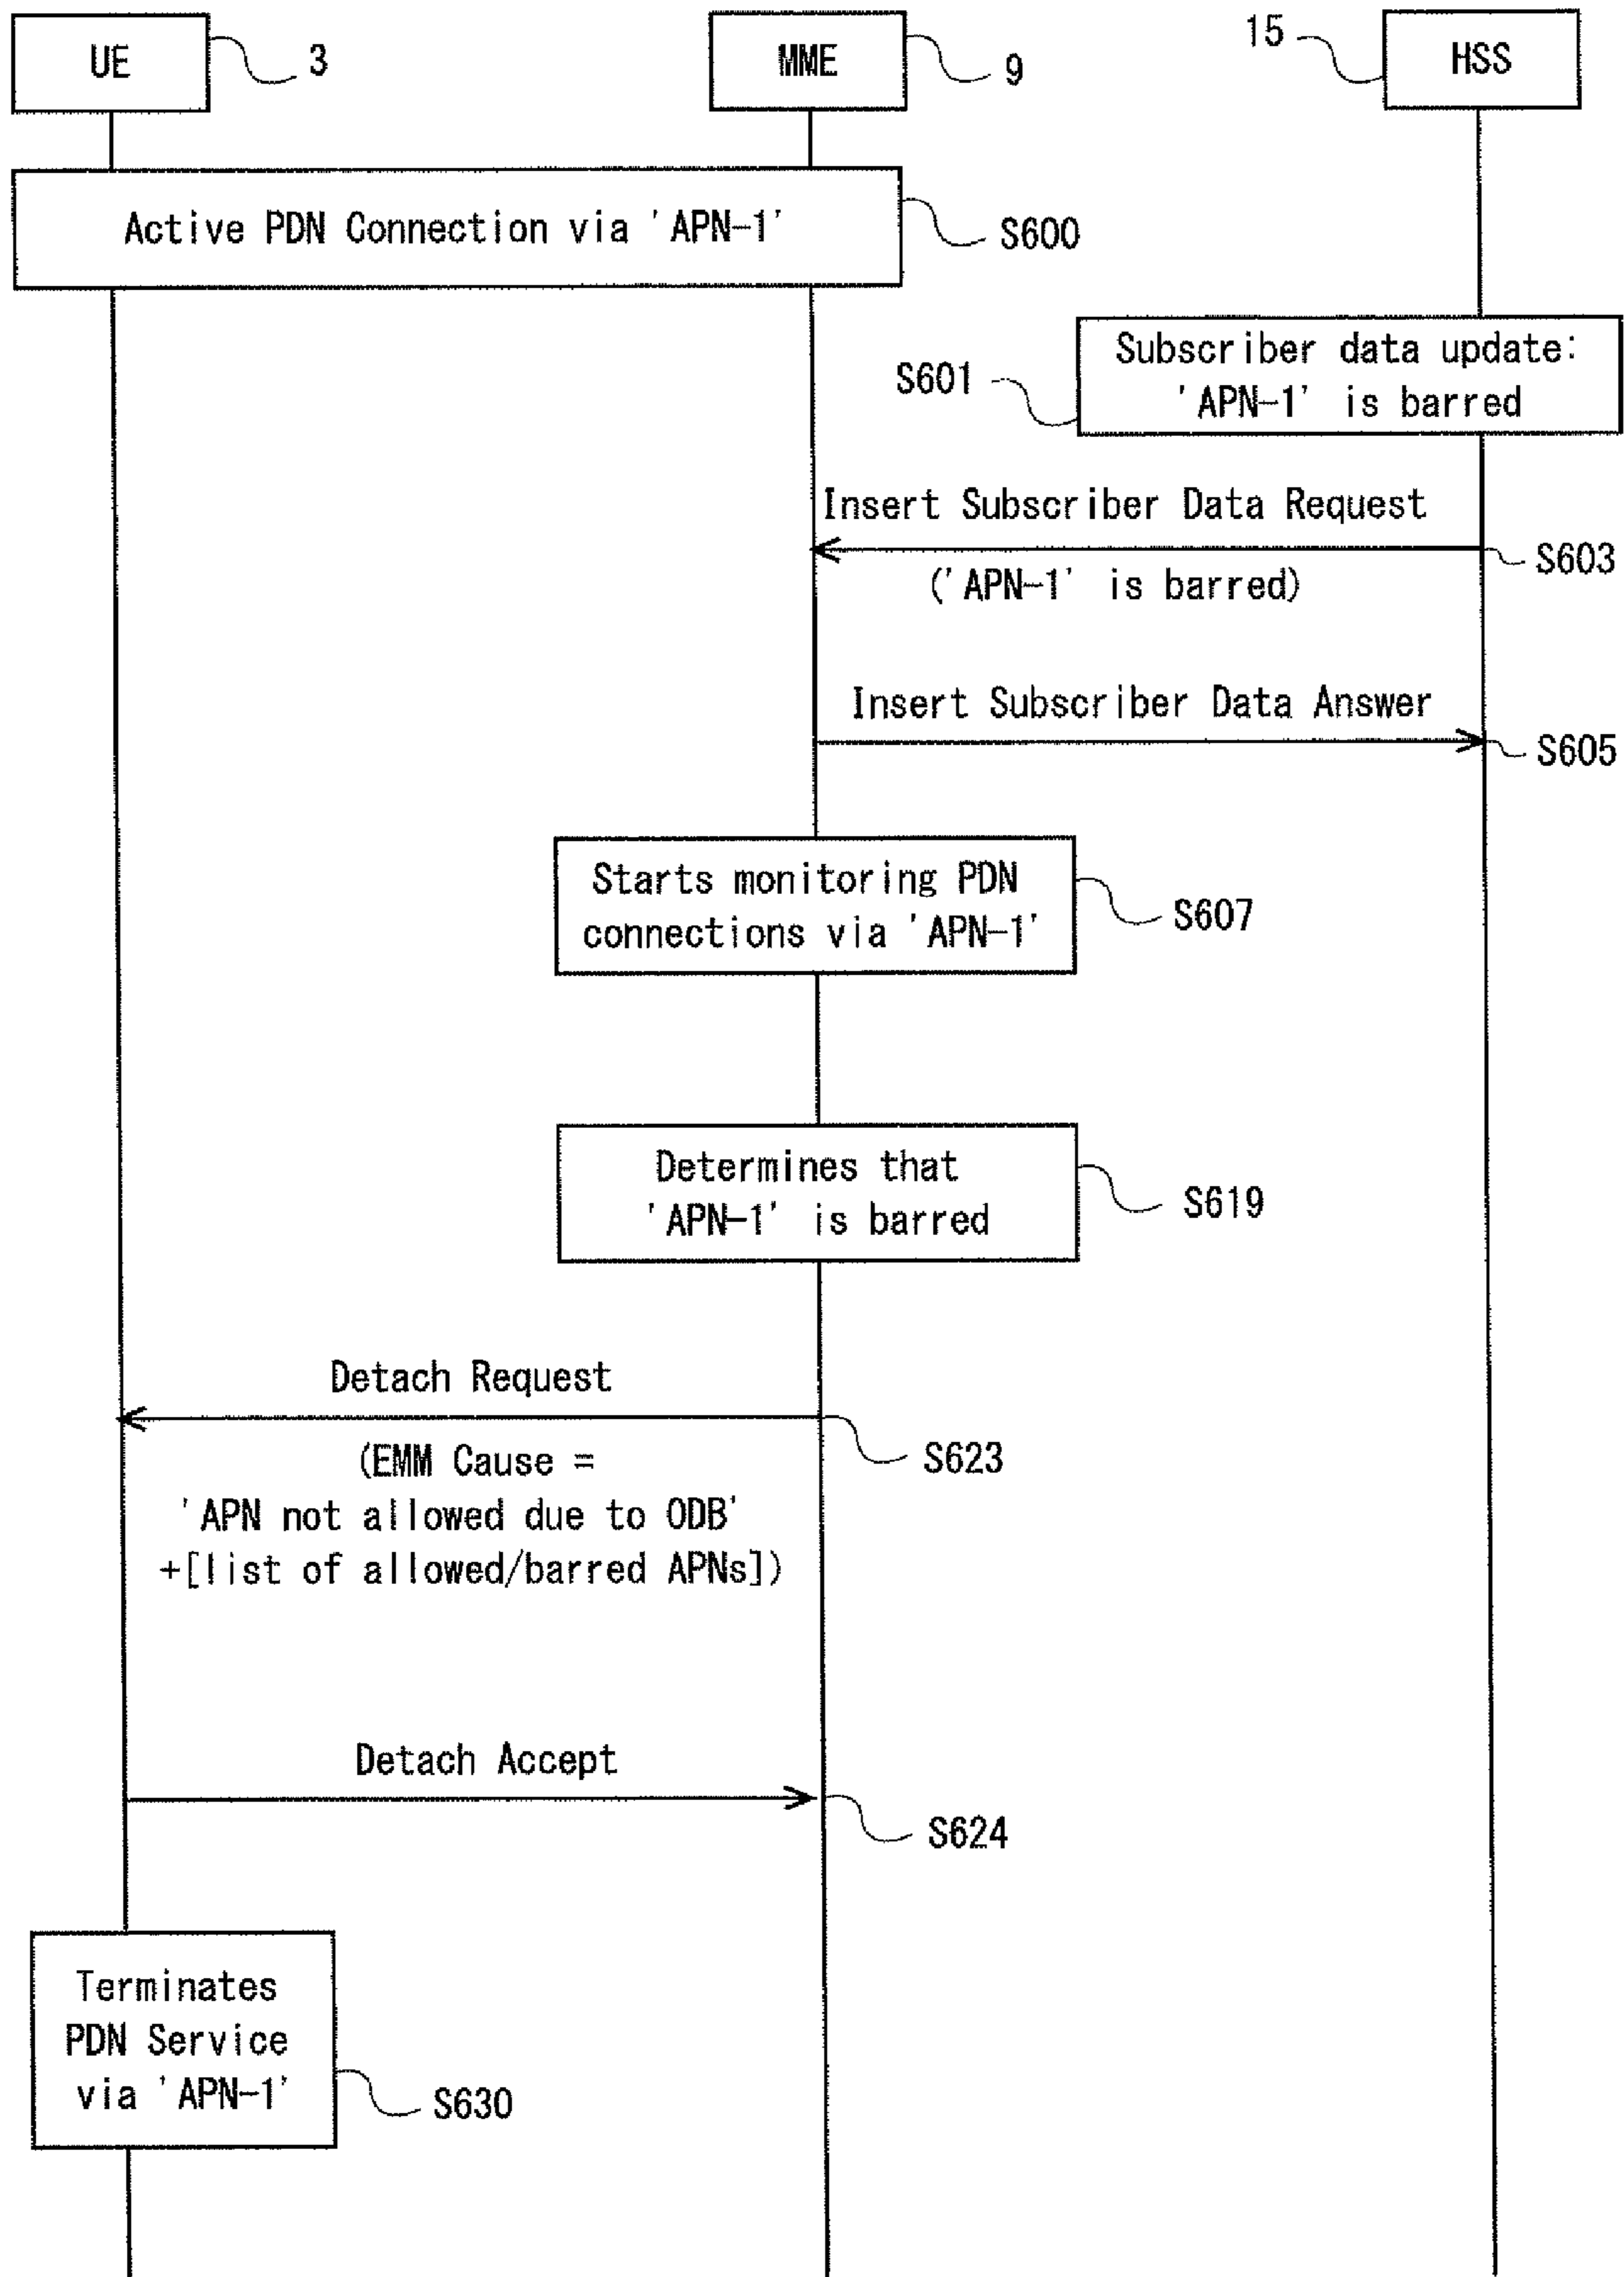 UE
3
MME
9
15
HSS
Active PDN Connection via 'APN-1'
S600
Subscriber data update:
'APN-1' is barred
S601
Insert Subscriber Data Request
('APN-1' is barred)
S603
Insert Subscriber Data Answer
S605
Starts monitoring PDN
connections via 'APN-1'
S607
Determines that
'APN-1' is barred
S619
Detach Request
(EMM Cause =
'APN not allowed due to ODB'
+[list of allowed/barred APNs])
S623
Detach Accept
S624
Terminates
PDN Service
via 'APN-1'
S630